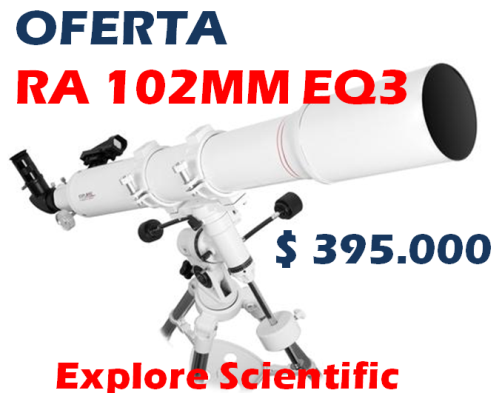 OFERTA
RA 102MM EQ3
$ 395.000
Explore Scientific